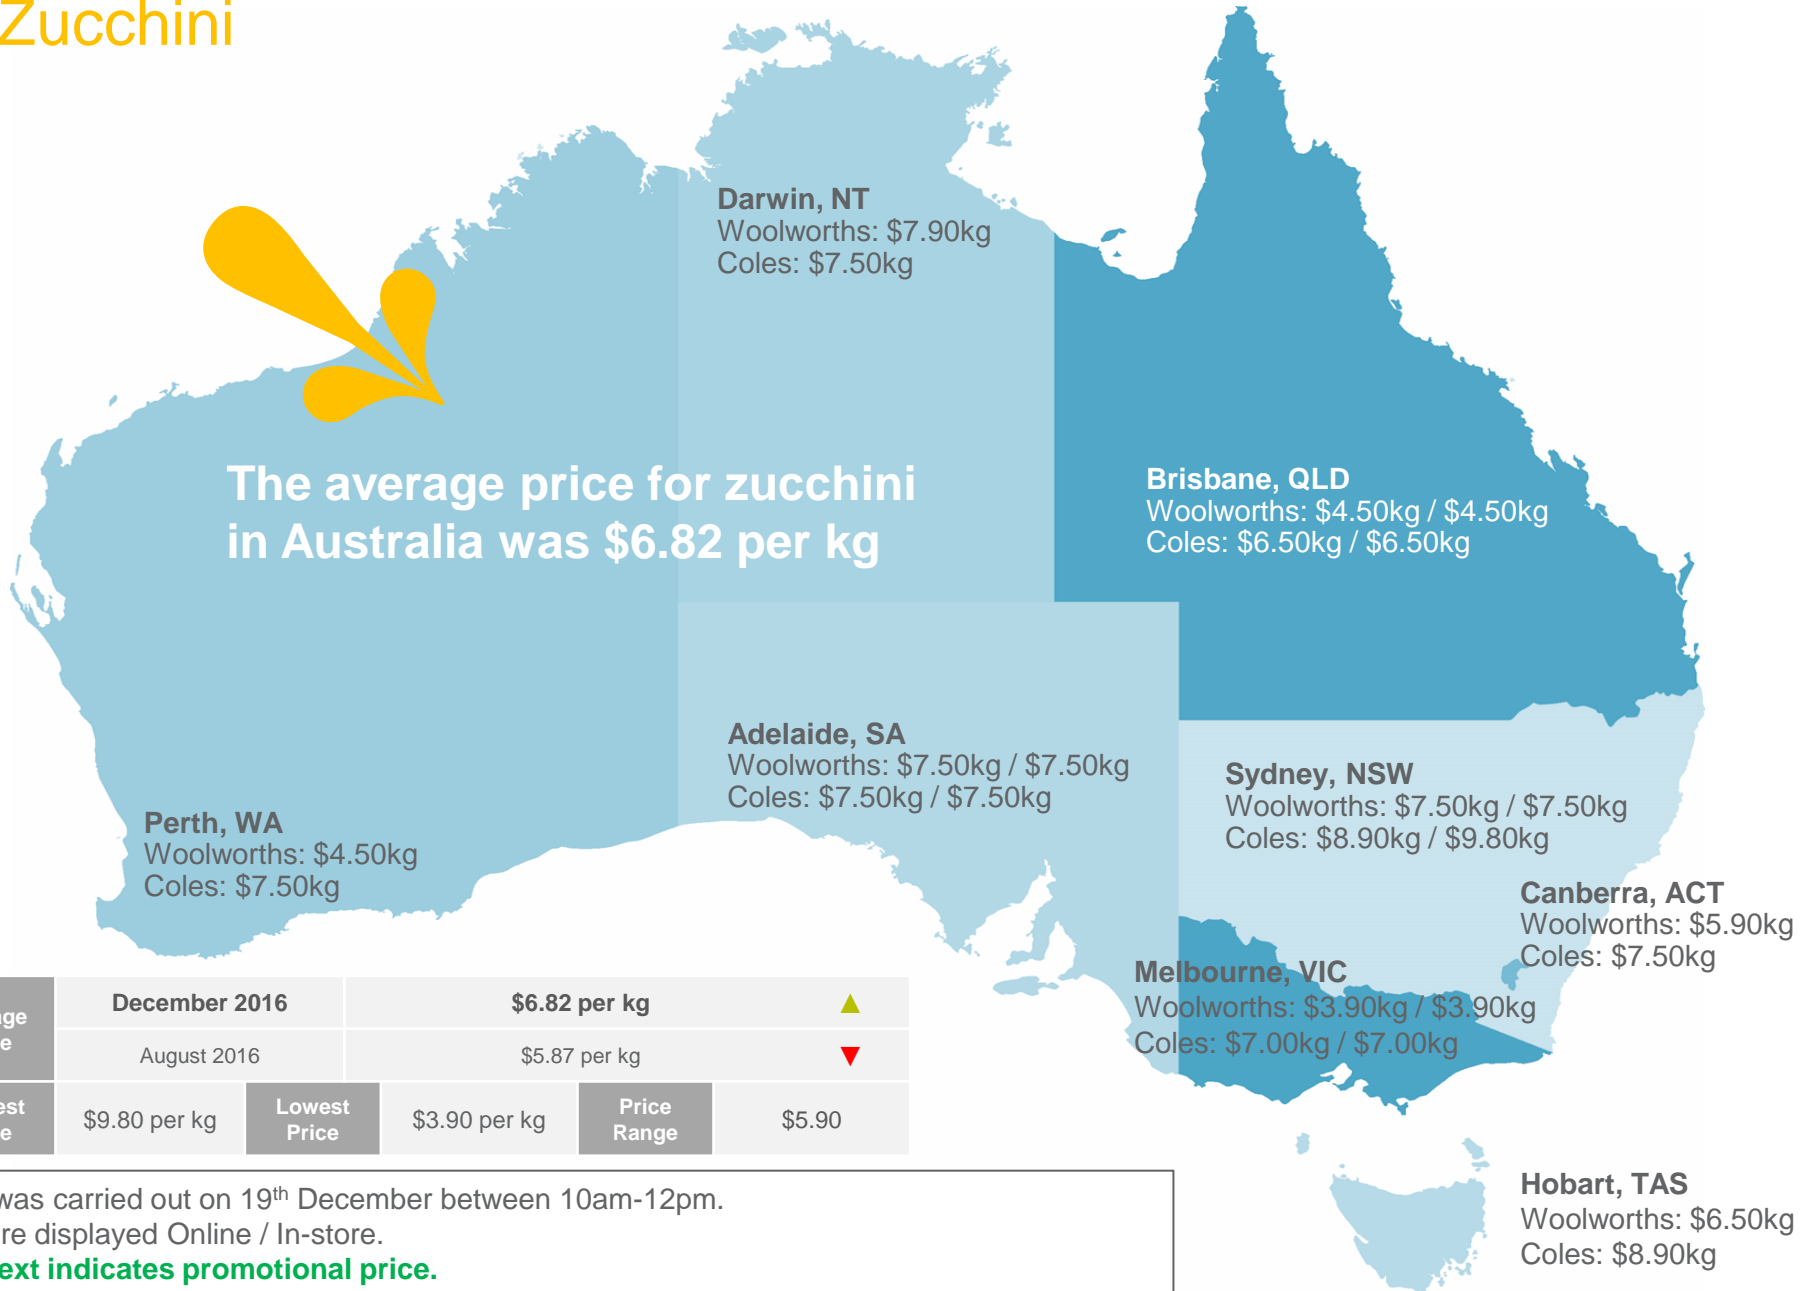 Zucchini
Darwin, NT
Woolworths: $7.90kg
Coles: $7.50kg
The average price for zucchini
in Australia was $6.82 per kg
Brisbane, QLD
Woolworths: $4.50kg / $4.50kg
Coles: $6.50kg / $6.50kg
Adelaide, SA
Woolworths: $7.50kg / $7.50kg
Coles: $7.50kg / $7.50kg
Sydney, NSW
Woolworths: $7.50kg / $7.50kg
Coles: $8.90kg / $9.80kg
Perth, WA
Woolworths: $4.50kg
Coles: $7.50kg
Canberra, ACT
Woolworths: $5.90kg
Coles: $7.50kg
Melbourne, VIC
Woolworths: $3.90kg / $3.90kg
Coles: $7.00kg / $7.00kg
December 2016 $6.82 per kg ▲
August 2016 $5.87 per kg ▼
$9.80 per kg Lowest Price $3.90 per kg Price Range $5.90
Hobart, TAS
Woolworths: $6.50kg
Coles: $8.90kg
was carried out on 19th December between 10am-12pm.
re displayed Online / In-store.
ext indicates promotional price.